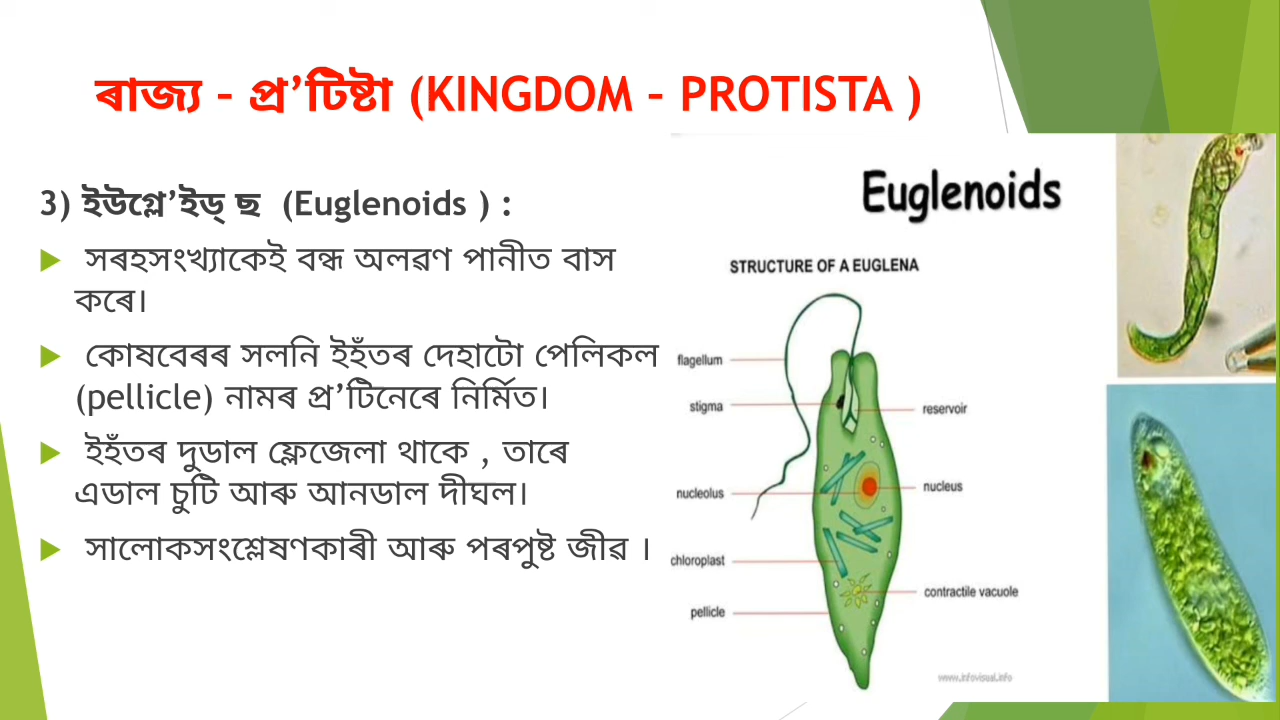 ৰাজ্য – প্ৰ’টিষ্টা (KINGDOM – PROTISTA )
3) ইউগ্লে’ইড্ ছ (Euglenoids ) :
সৰহসংখ্যাকেই বন্ধ অলৱণ পানীত বাস
কৰে।
কোষবেৰৰ সলনি ইহঁতৰ দেহাটো পেলিকল
(pellicle) নামৰ প্ৰ’টিনেৰে নিৰ্মিত।
ইহঁতৰ দুডাল ফ্লেজেলা থাকে , তাৰে
এডাল চুটি আৰু আনডাল দীঘল।
সালোকসংশ্লেষণকাৰী আৰু পৰপুষ্ট জীৱ ।
Euglenoids
STRUCTURE OF A EUGLENA
flagellum
stigma
reservoir
nucleolus
nucleus
chloroplast
contractile vacuole
pellicle
www.infovisual.info